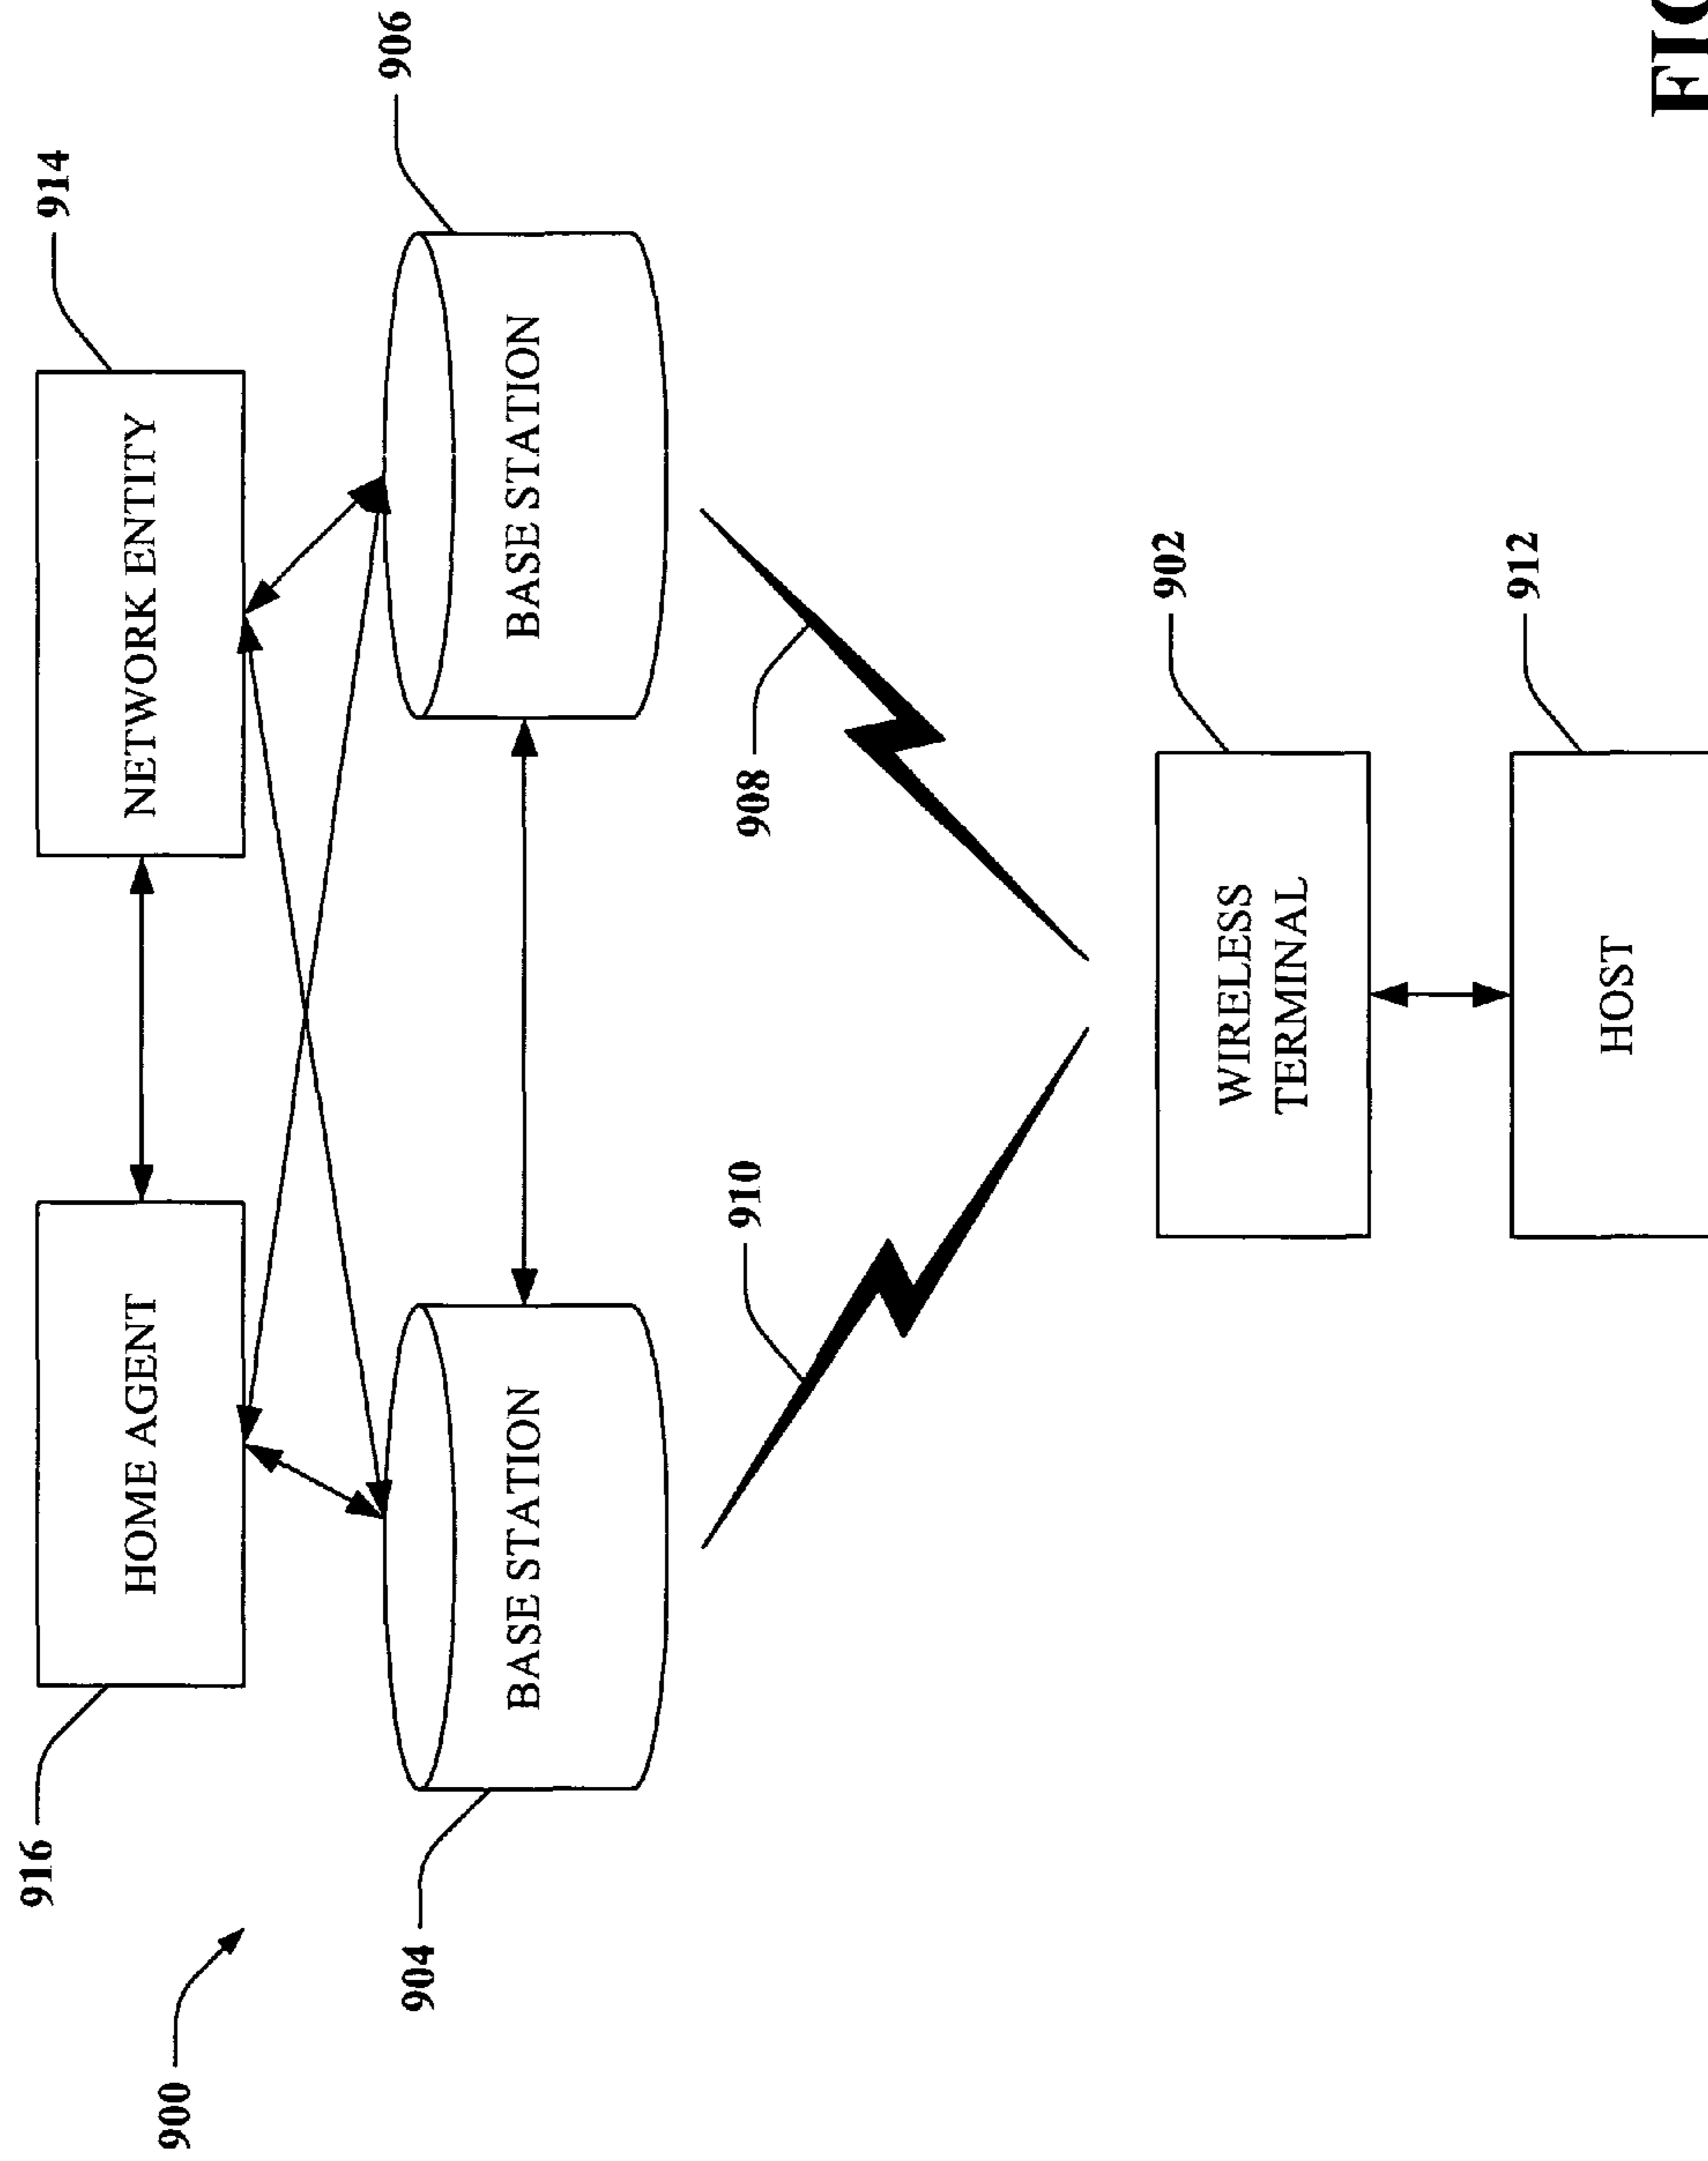 900
916
HOME AGENT
NETWORK ENTITY
914
904
BASE STATION
BASE STATION
906
910
908
WIRELESS
TERMINAL
902
HOST
912